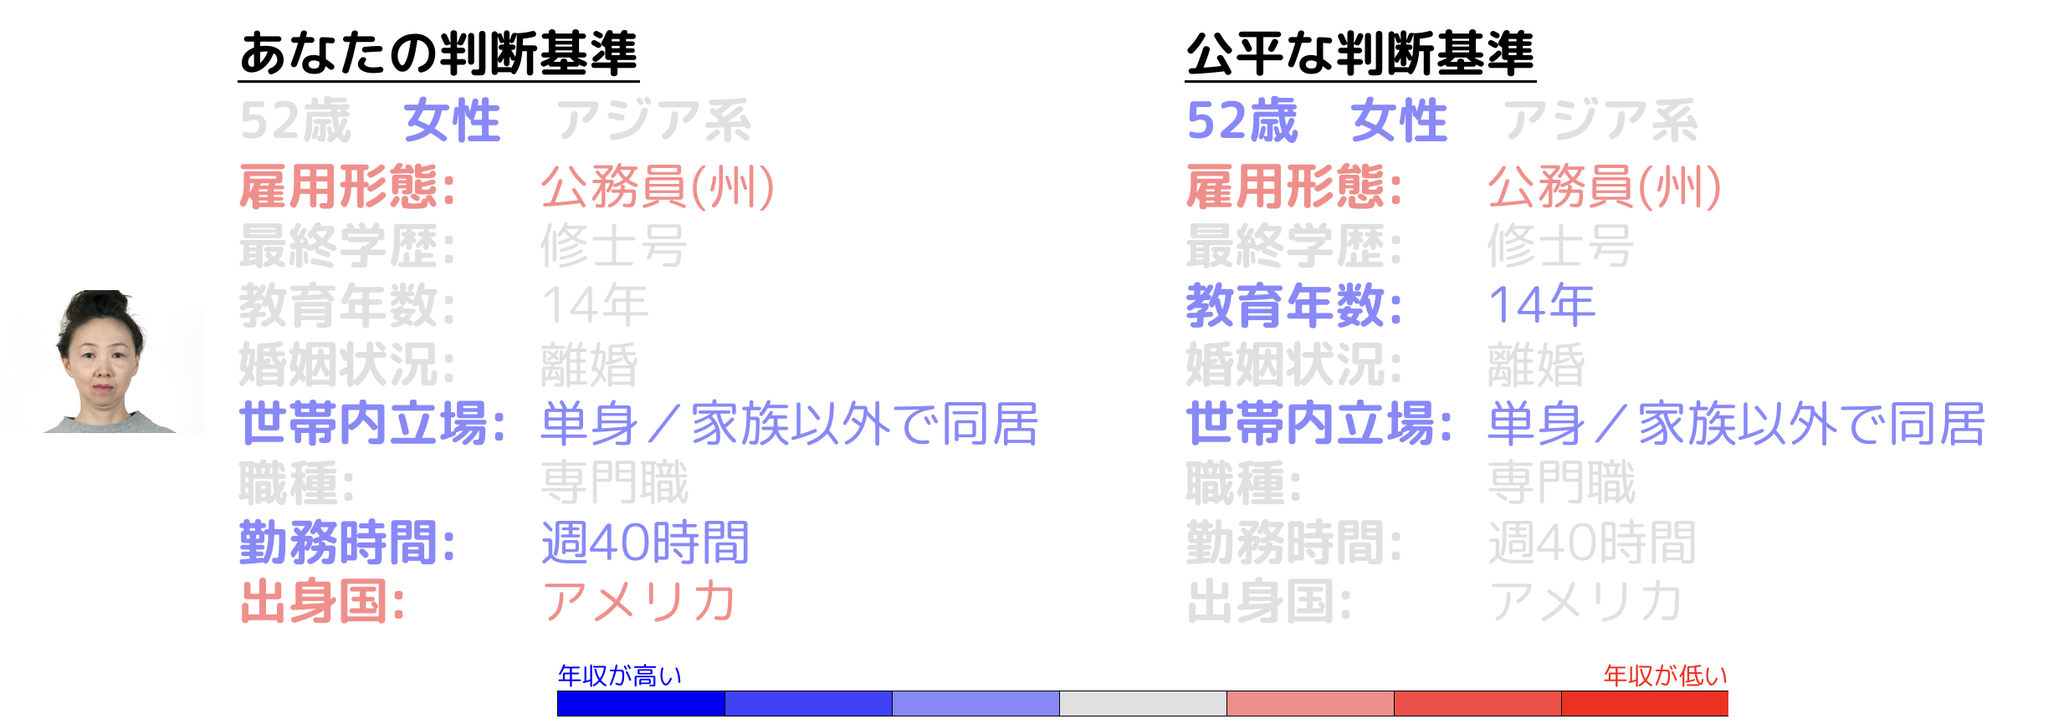 あなたの判断基準
52歳 女性 アジア系
雇用形態: 公務員(州)
最終学歴: 修士号
教育年数: 14年
婚姻状況: 離婚
世帯内立場: 単身／家族以外で同居
職種: 専門職
勤務時間: 週40時間
出身国: アメリカ
公平な判断基準
52歳 女性 アジア系
雇用形態: 公務員(州)
最終学歴: 修士号
教育年数: 14年
婚姻状況: 離婚
世帯内立場: 単身／家族以外で同居
職種: 専門職
勤務時間: 週40時間
出身国: アメリカ
年収が高い
年収が低い